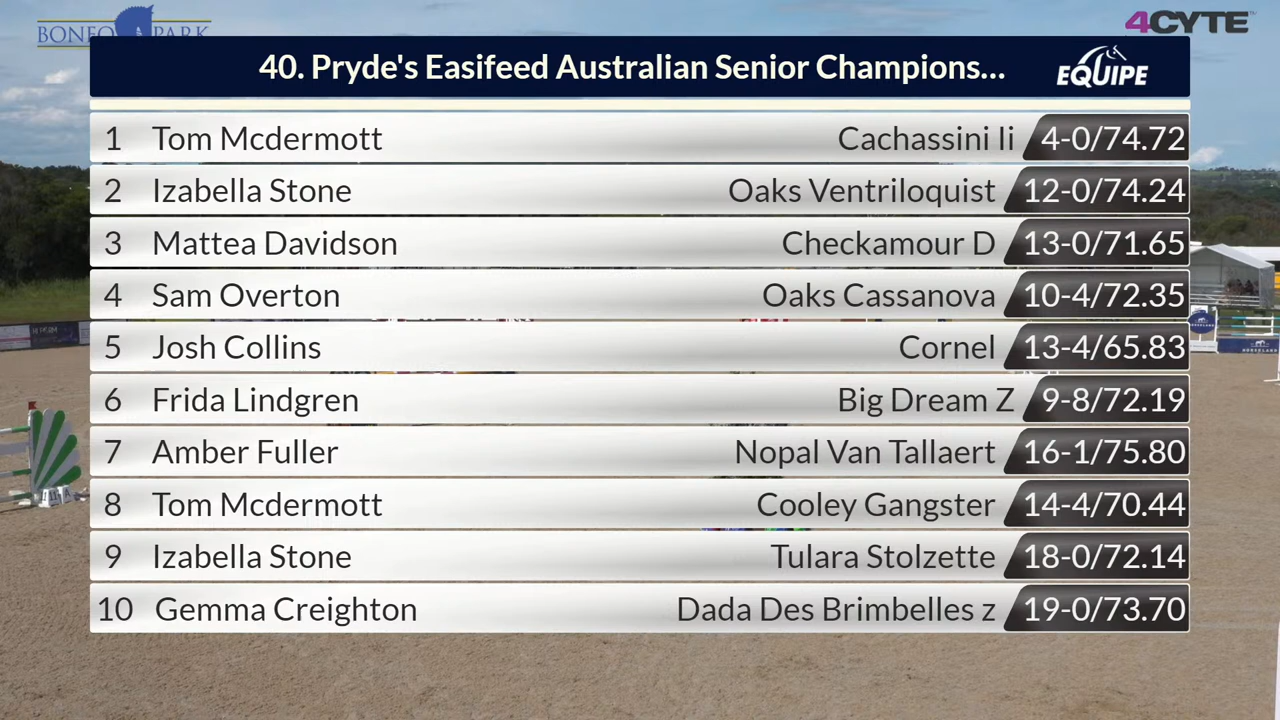 BONEO PARK
4CYTE
40. Pryde's Easifeed Australian Senior Champions...
EQUIPE
1 Tom Mcdermott Cachassini Ii 4-0/74.72
2 Izabella Stone Oaks Ventriloquist 12-0/74.24
3 Mattea Davidson Checkamour D 13-0/71.65
4 Sam Overton Oaks Cassanova 10-4/72.35
5 Josh Collins Cornel 13-4/65.83
6 Frida Lindgren Big Dream Z 9-8/72.19
7 Amber Fuller Nopal Van Tallaert 16-1/75.80
8 Tom Mcdermott Cooley Gangster 14-4/70.44
9 Izabella Stone Tulara Stolzette 18-0/72.14
10 Gemma Creighton Dada Des Brimbelles z 19-0/73.70